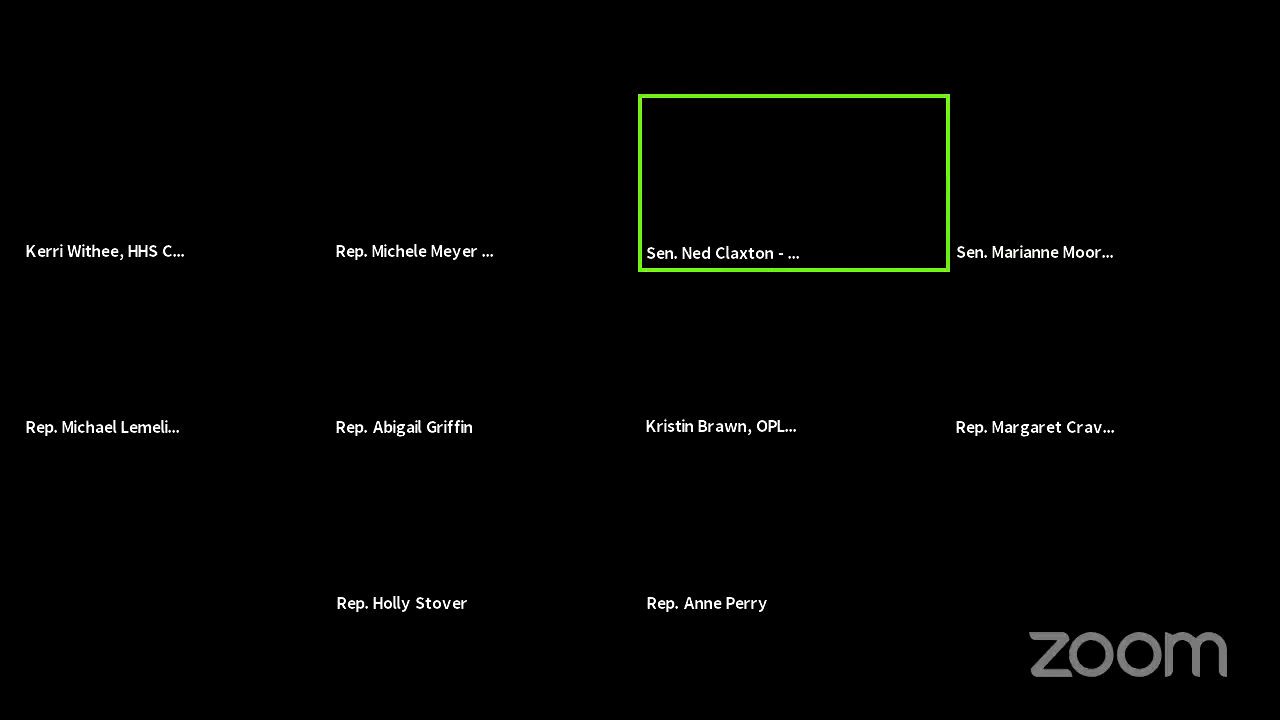 Kerri Withee, HHS C...
Rep. Michele Meyer ...
Sen. Ned Claxton - ...
Sen. Marianne Moor...
Rep. Michael Lemeli...
Rep. Abigail Griffin
Kristin Brawn, OPL...
Rep. Margaret Crav...
Rep. Holly Stover
Rep. Anne Perry
zoom